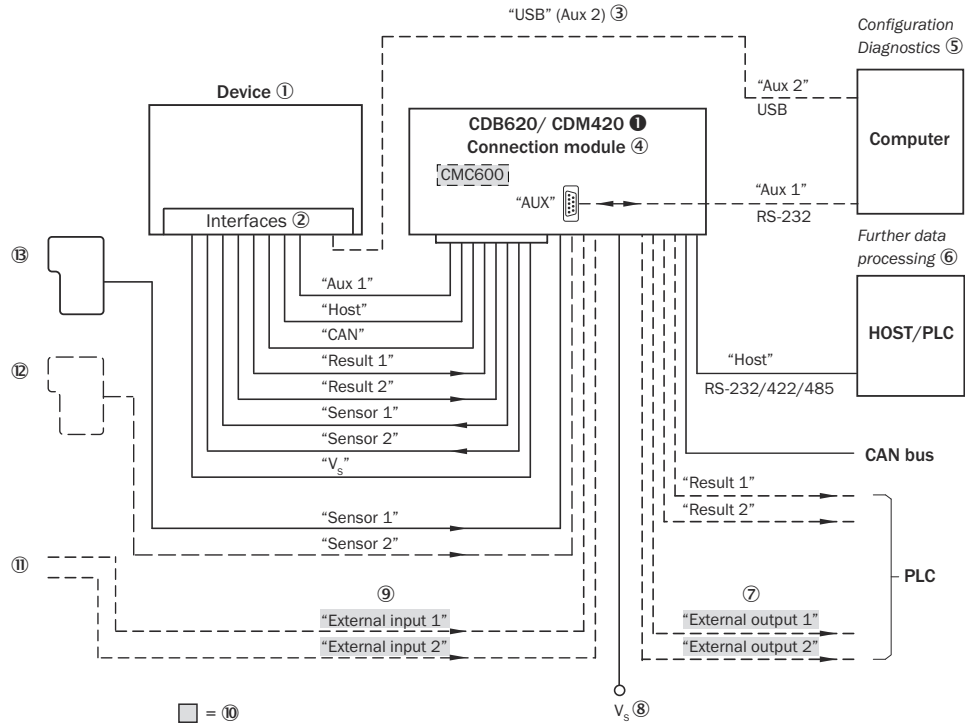 “USB” (Aux 2) ③
Configuration
Diagnostics ⑤
Device ①
“Aux 2”
USB
CDB620/ CDM420 ❶
Connection module ④
Computer
CMC600
“AUX”
“Aux 1”
RS-232
Interfaces ②
Further data
processing ⑥
⑬
“Aux 1”
“Host”
“CAN”
HOST/PLC
⑫
“Result 1”
“Host”
“Result 2”
RS-232/422/485
“Sensor 1”
“Sensor 2”
CAN bus
“Vs”
“Result 1”
“Result 2”
“Sensor 1”
“Sensor 2”
⑪
PLC
⑨
⑦
“External input 1”
“External output 1”
“External input 2”
“External output 2”
= ⑩
Vs ⑧